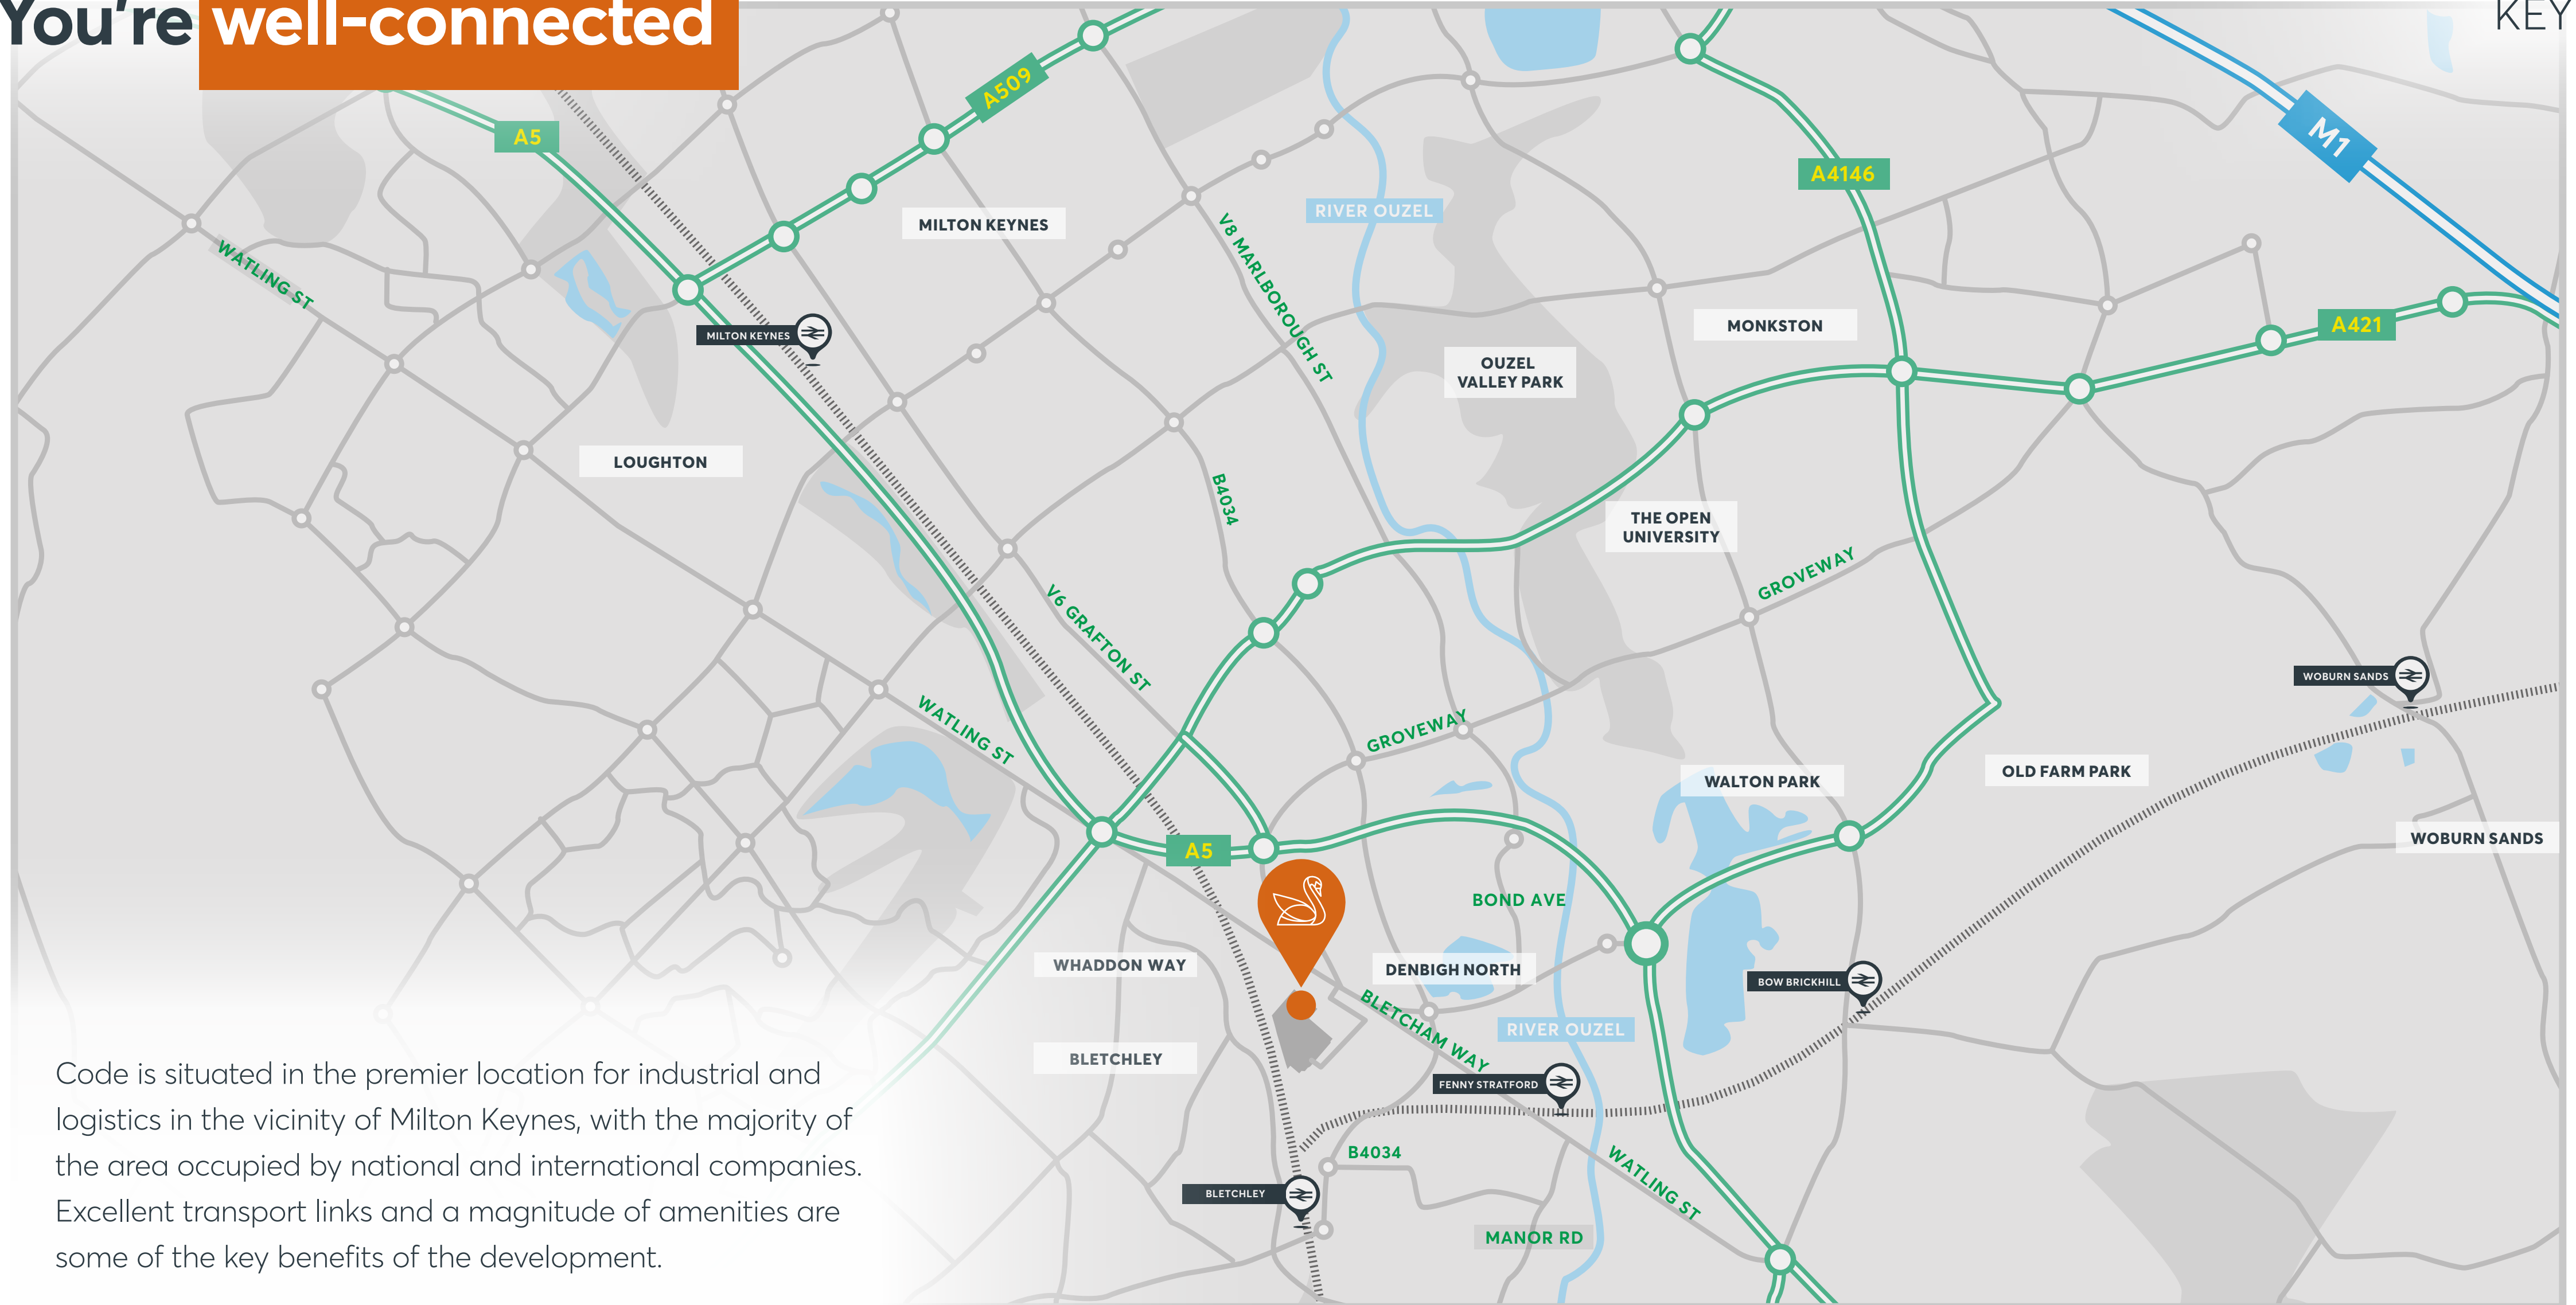 You're well-connected
KEY
A509
A5
M1
A4146
MILTON KEYNES
RIVER OUZEL
V8 MARLBOROUGH ST
WATLING ST
MILTON KEYNES
MONKSTON
A421
OUZEL
VALLEY PARK
LOUGHTON
B4034
THE OPEN
UNIVERSITY
GROVEWAY
V6 GRAFTON ST
WOBURN SANDS
WATLING ST
GROVEWAY
WALTON PARK
OLD FARM PARK
WOBURN SANDS
A5
BOND AVE
WHADDON WAY
DENBIGH NORTH
BOW BRICKHILL
BLETCHAM WAY
RIVER OUZEL
BLETCHLEY
FENNY STRATFORD
B4034
WATLING ST
BLETCHLEY
MANOR RD
Code is situated in the premier location for industrial and
logistics in the vicinity of Milton Keynes, with the majority of
the area occupied by national and international companies.
Excellent transport links and a magnitude of amenities are
some of the key benefits of the development.